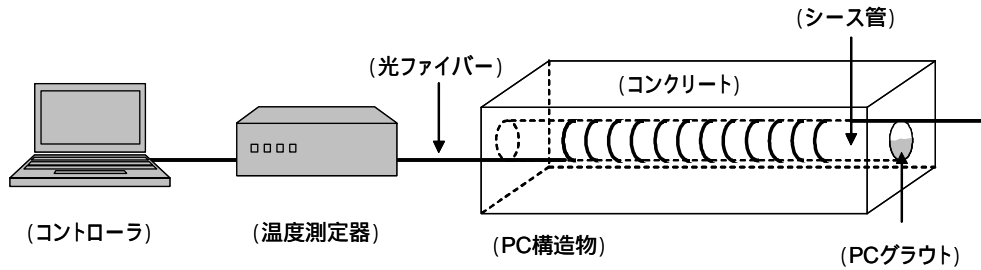 (シース管)
(光ファイバー)
(コンクリート)
(コントローラ)
(温度測定器)
(PC構造物)
(PCグラウト)